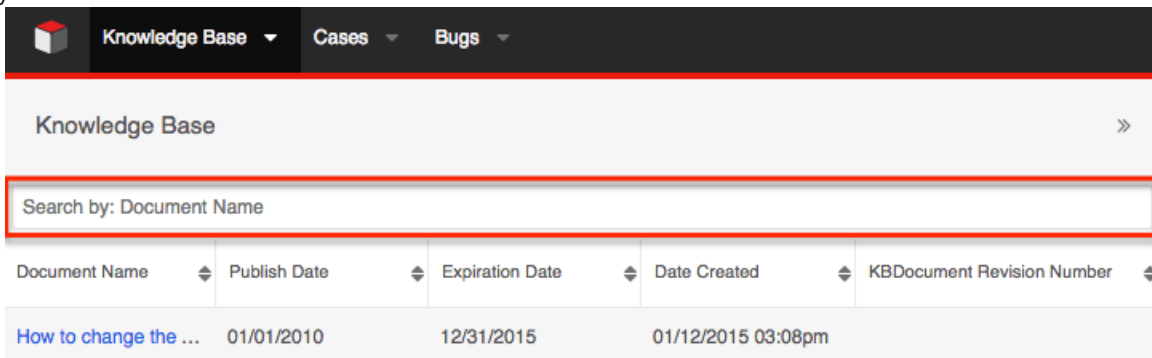 Knowledge Base Cases Bugs
Knowledge Base
Search by: Document Name
Document Name Publish Date Expiration Date Date Created KBDocument Revision Number
How to change the ... 01/01/2010 12/31/2015 01/12/2015 03:08pm